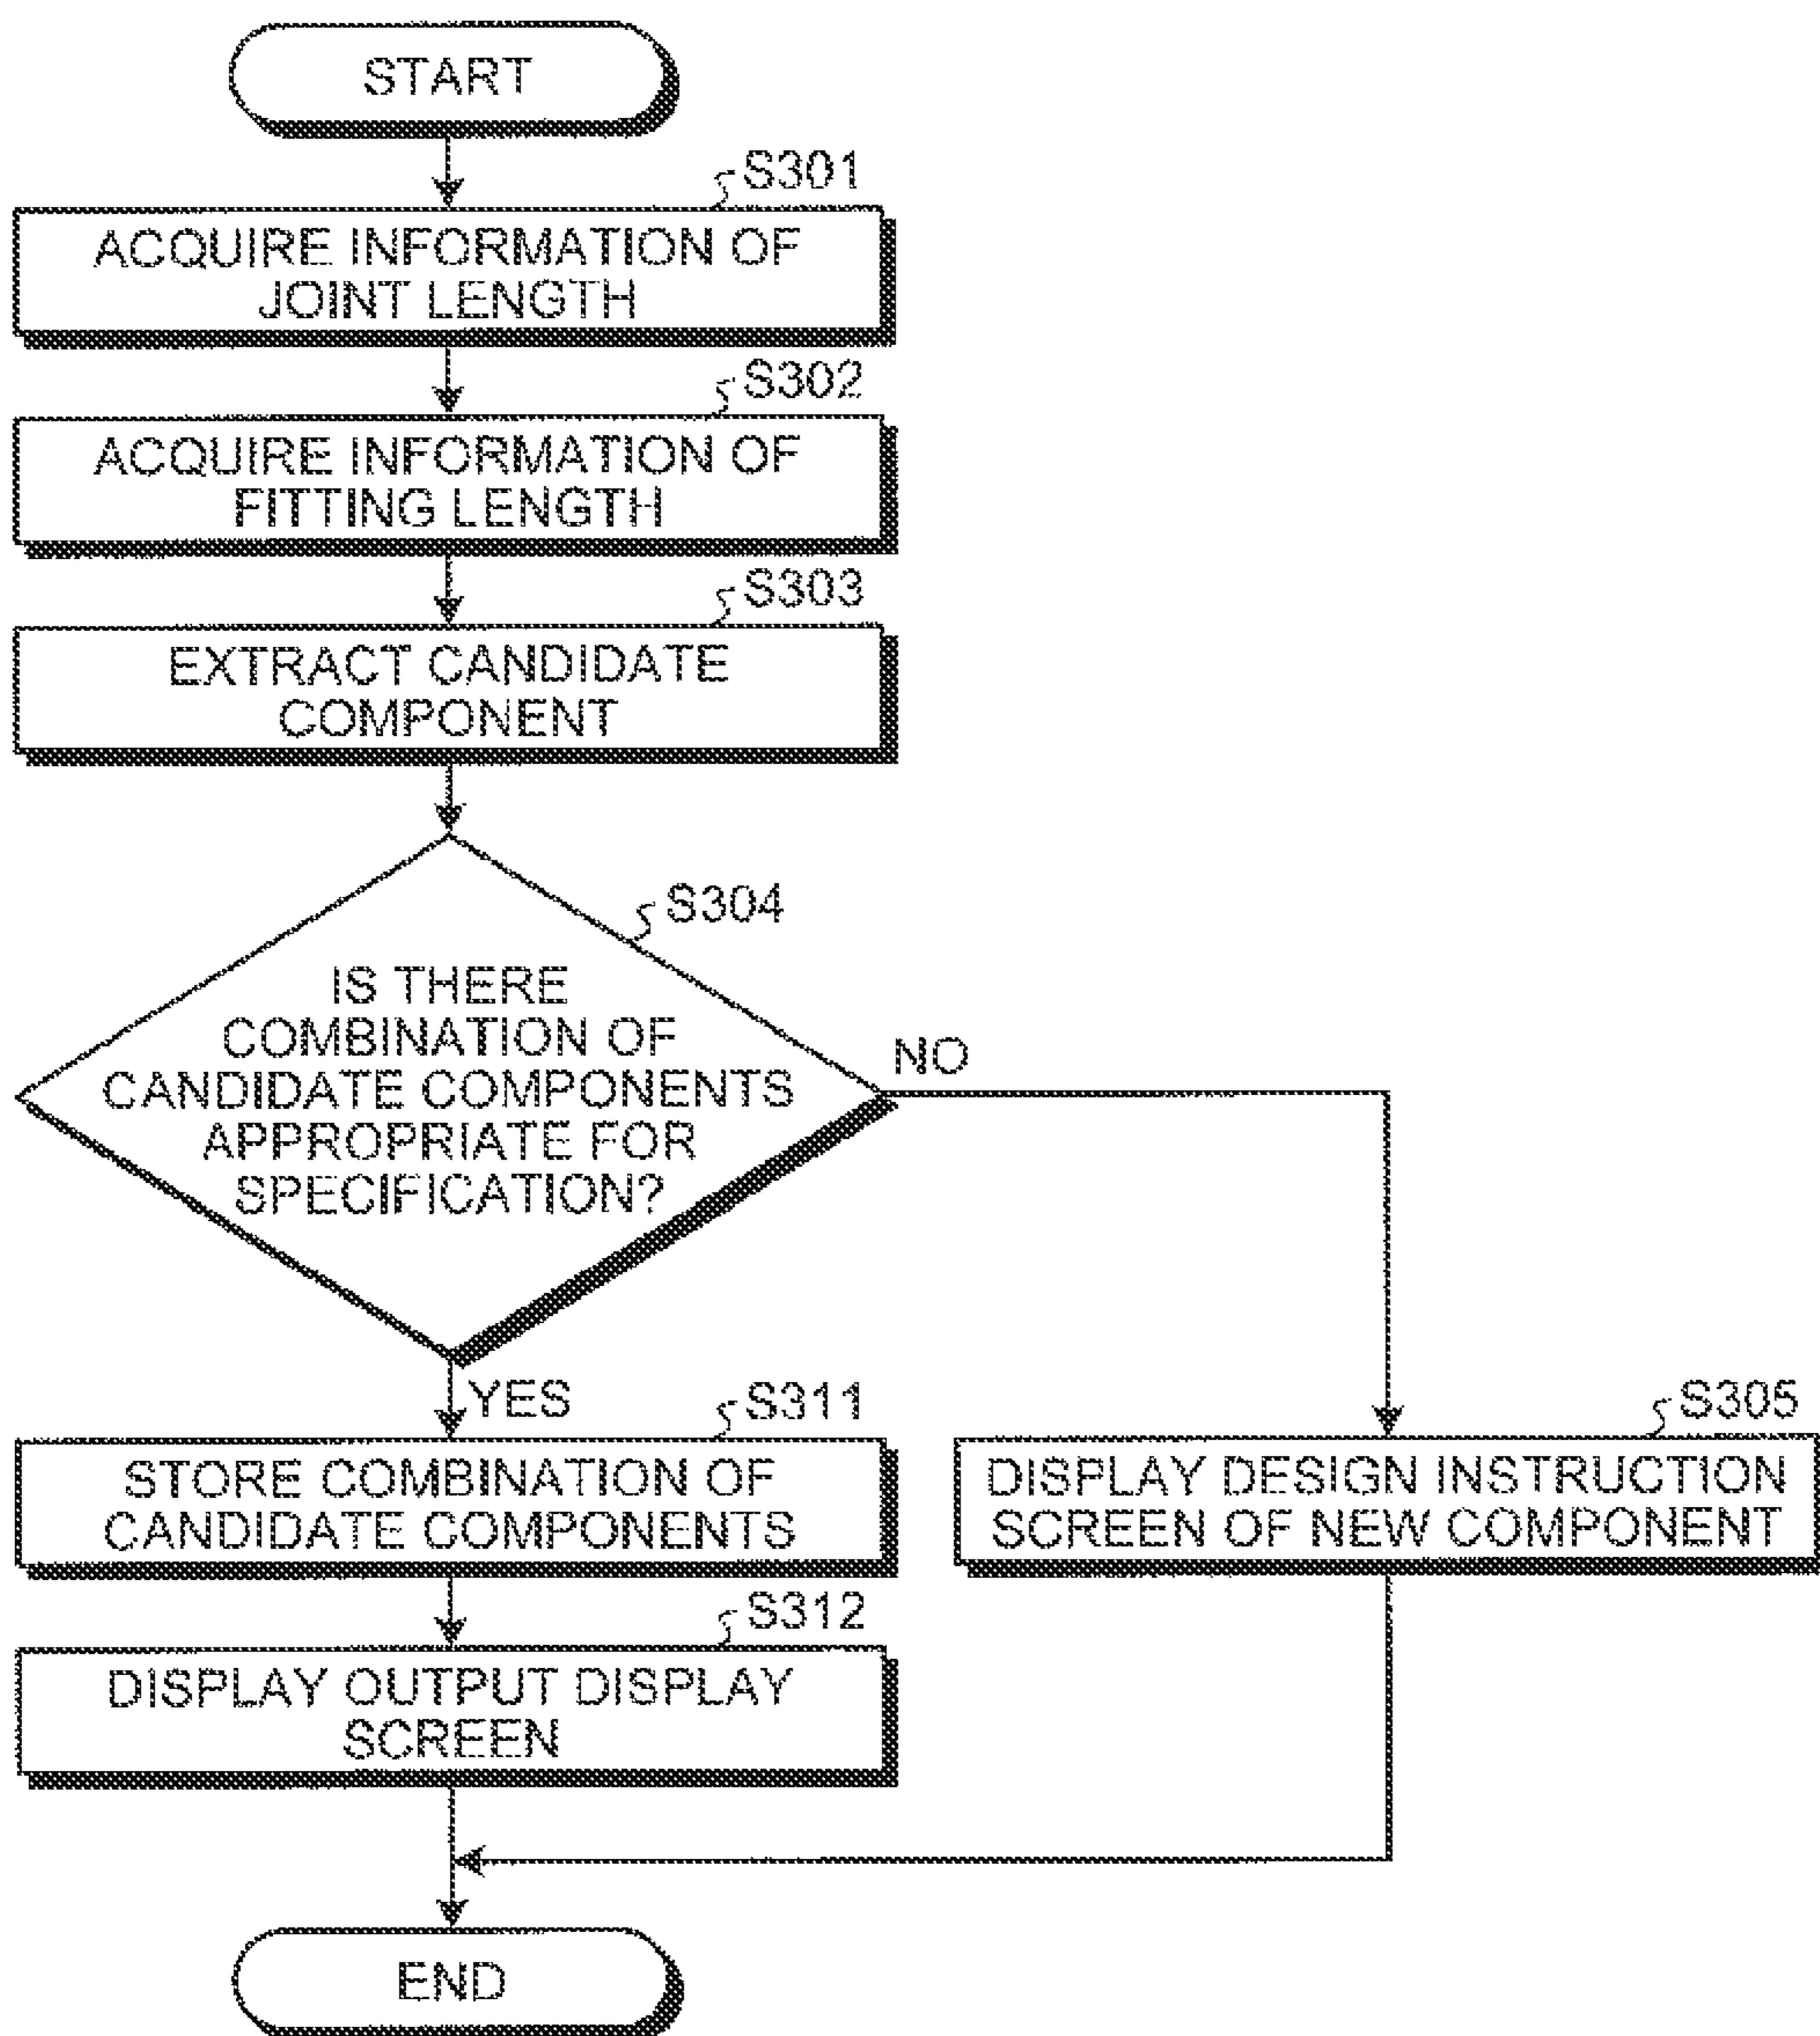 START
S301
ACQUIRE INFORMATION OF
JOINT LENGTH
S302
ACQUIRE INFORMATION OF
FITTING LENGTH
S303
EXTRACT CANDIDATE
COMPONENT
S304
IS THERE
COMBINATION OF
CANDIDATE COMPONENTS
APPROPRIATE FOR
SPECIFICATION?
NO
YES
S311
STORE COMBINATION OF
CANDIDATE COMPONENTS
S305
DISPLAY DESIGN INSTRUCTION
SCREEN OF NEW COMPONENT
S312
DISPLAY OUTPUT DISPLAY
SCREEN
END